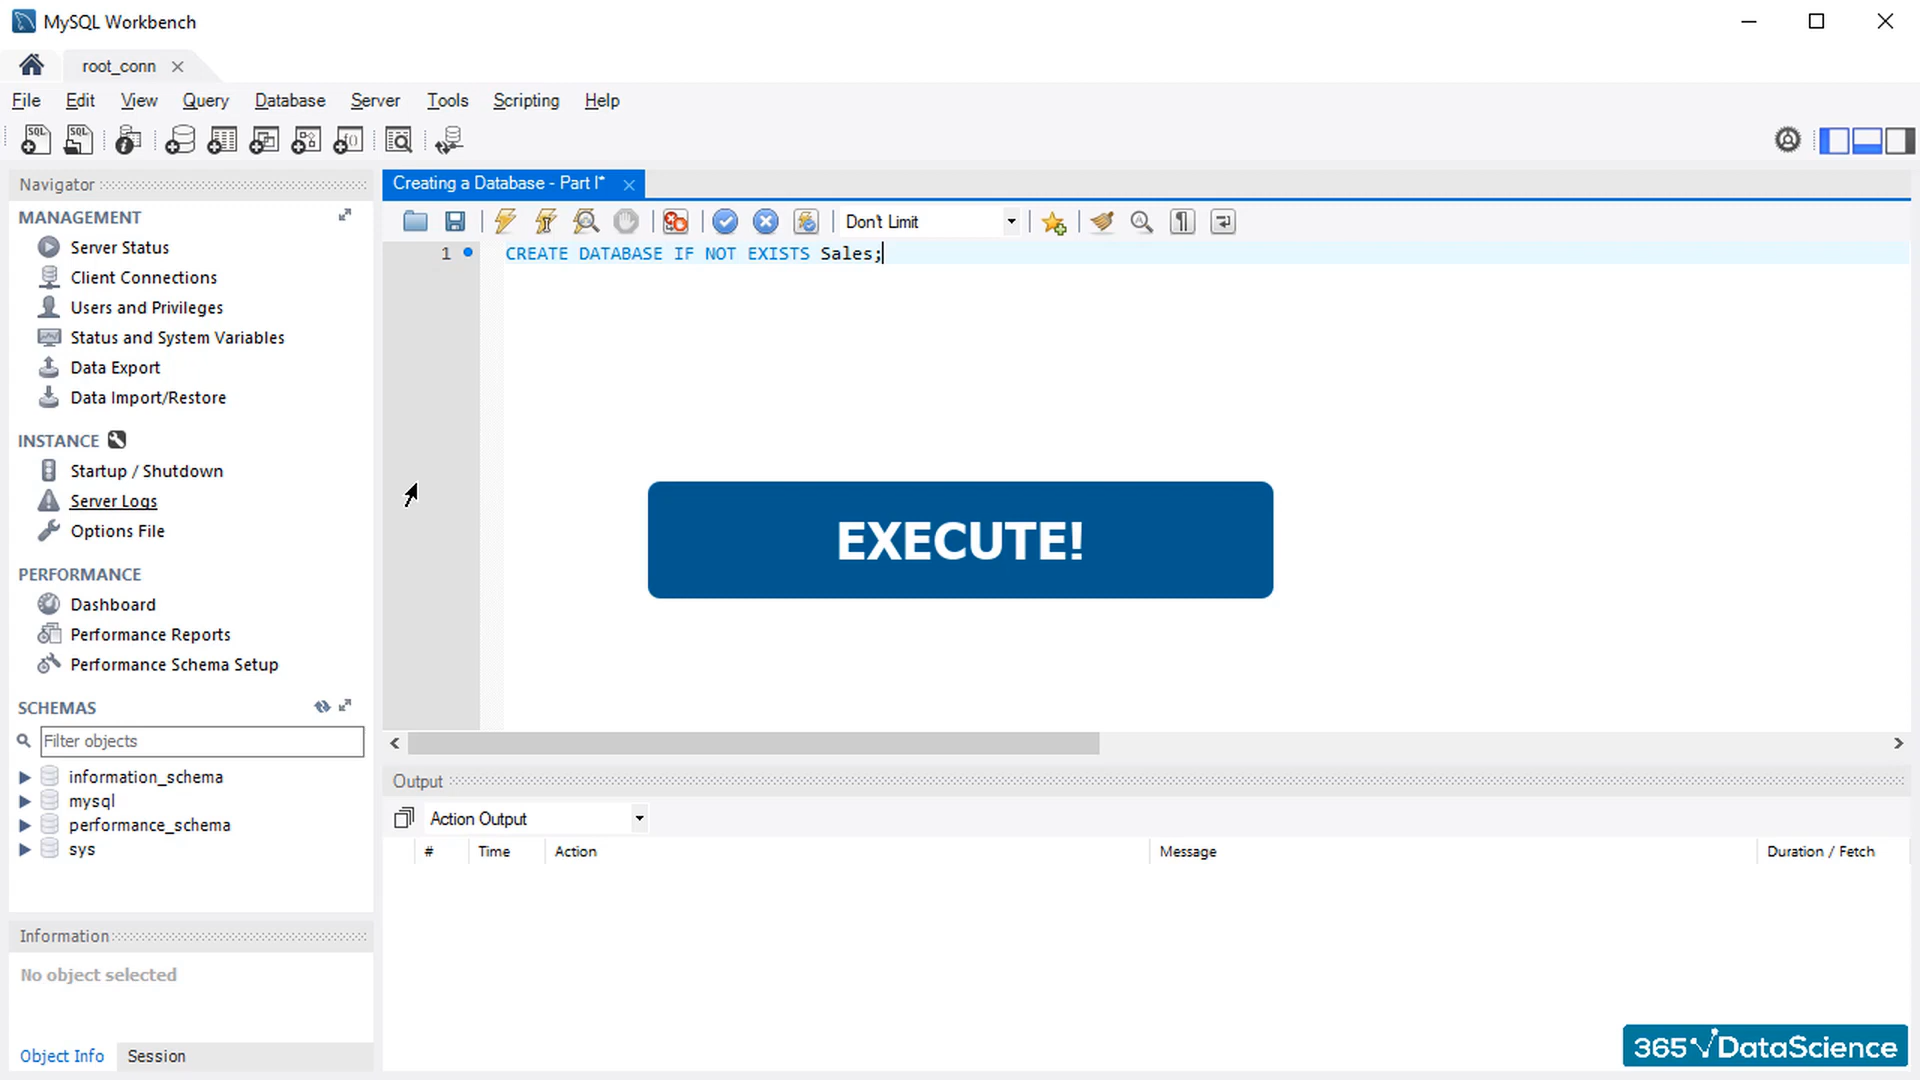 MySQL Workbench
root_conn
File Edit View Query Database Server Tools Scripting Help
SQL SQL
Navigator
MANAGEMENT
Server Status
Client Connections
Users and Privileges
Status and System Variables
Data Export
Data Import/Restore
INSTANCE
Startup / Shutdown
Server Logs
Options File
PERFORMANCE
Dashboard
Performance Reports
Performance Schema Setup
SCHEMAS
Filter objects
information_schema
mysql
performance_schema
sys
Information
No object selected
Object Info Session
Creating a Database - Part I*
Don't Limit
1 CREATE DATABASE IF NOT EXISTS Sales;
EXECUTE!
Output
Action Output
# Time Action Message Duration / Fetch
365 DataScience